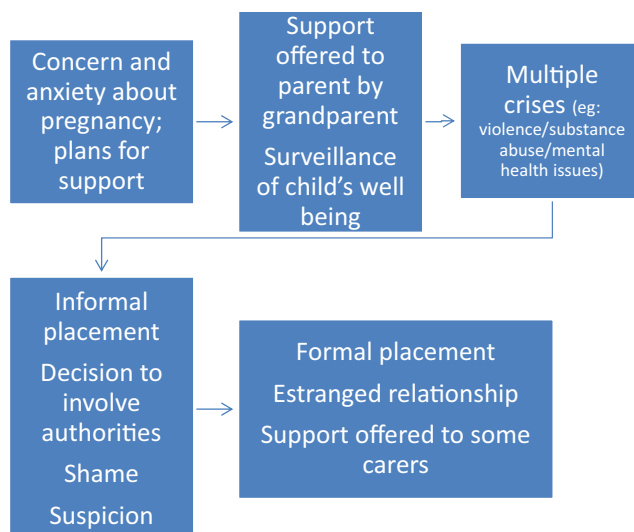 Concern and
anxiety about
pregnancy;
plans for
support
Support
offered to
parent by
grandparent
Surveillance
of child’s well
being
Multiple
crises (eg:
violence/substance
abuse/mental
health issues)
Informal
placement
Decision to
involve
authorities
Shame
Suspicion
Formal placement
Estranged relationship
Support offered to some
carers